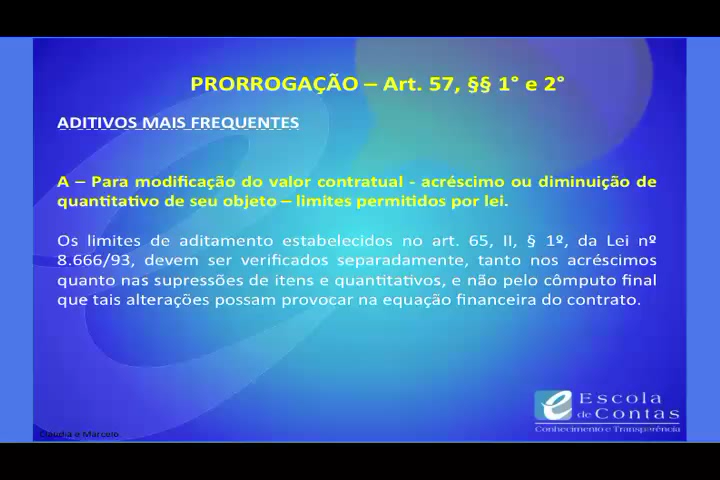 PRORROGAÇÃO – Art. 57, §§ 1° e 2°
ADITIVOS MAIS FREQUENTES
A – Para modificação do valor contratual - acréscimo ou diminuição de
quantitativo de seu objeto – limites permitidos por lei.
Os limites de aditamento estabelecidos no art. 65, II, § 1º, da Lei nº
8.666/93, devem ser verificados separadamente, tanto nos acréscimos
quanto nas supressões de itens e quantitativos, e não pelo cômputo final
que tais alterações possam provocar na equação financeira do contrato.
Escola
de Contas
Conhecimento e Transparência
Cláudia e Marcelo